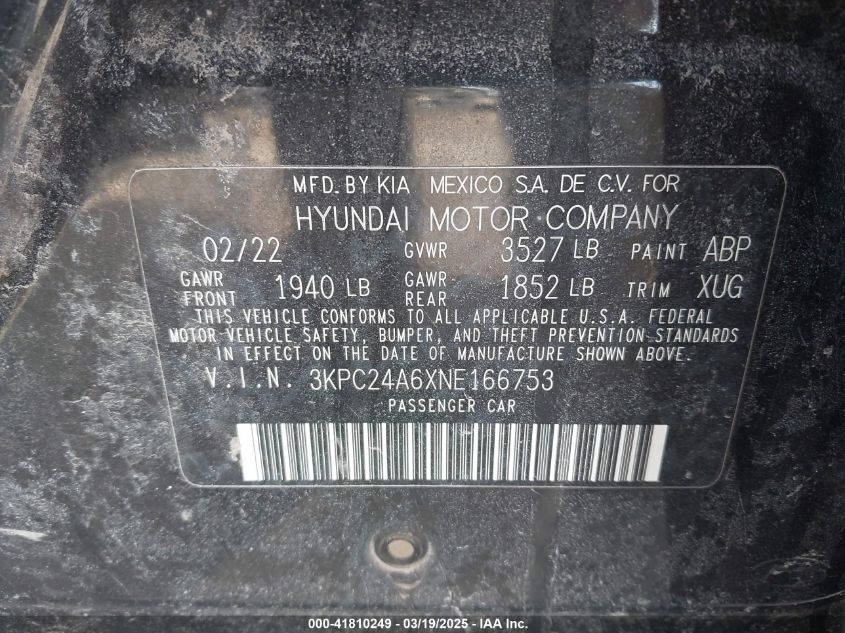 MFD. BY KIA MEXICO S.A. DE C.V. FOR
HYUNDAI MOTOR COMPANY
02/22 GVWR 3527 LB PAINT ABP
GAWR FRONT 1940 LB GAWR REAR 1852 LB TRIM XUG
THIS VEHICLE CONFORMS TO ALL APPLICABLE U.S.A. FEDERAL
MOTOR VEHICLE SAFETY, BUMPER, AND THEFT PREVENTION STANDARDS
IN EFFECT ON THE DATE OF MANUFACTURE SHOWN ABOVE.
V.I.N. 3KPC24A6XNE166753
PASSENGER CAR
000-41810249 - 03/19/2025 - IAA Inc.